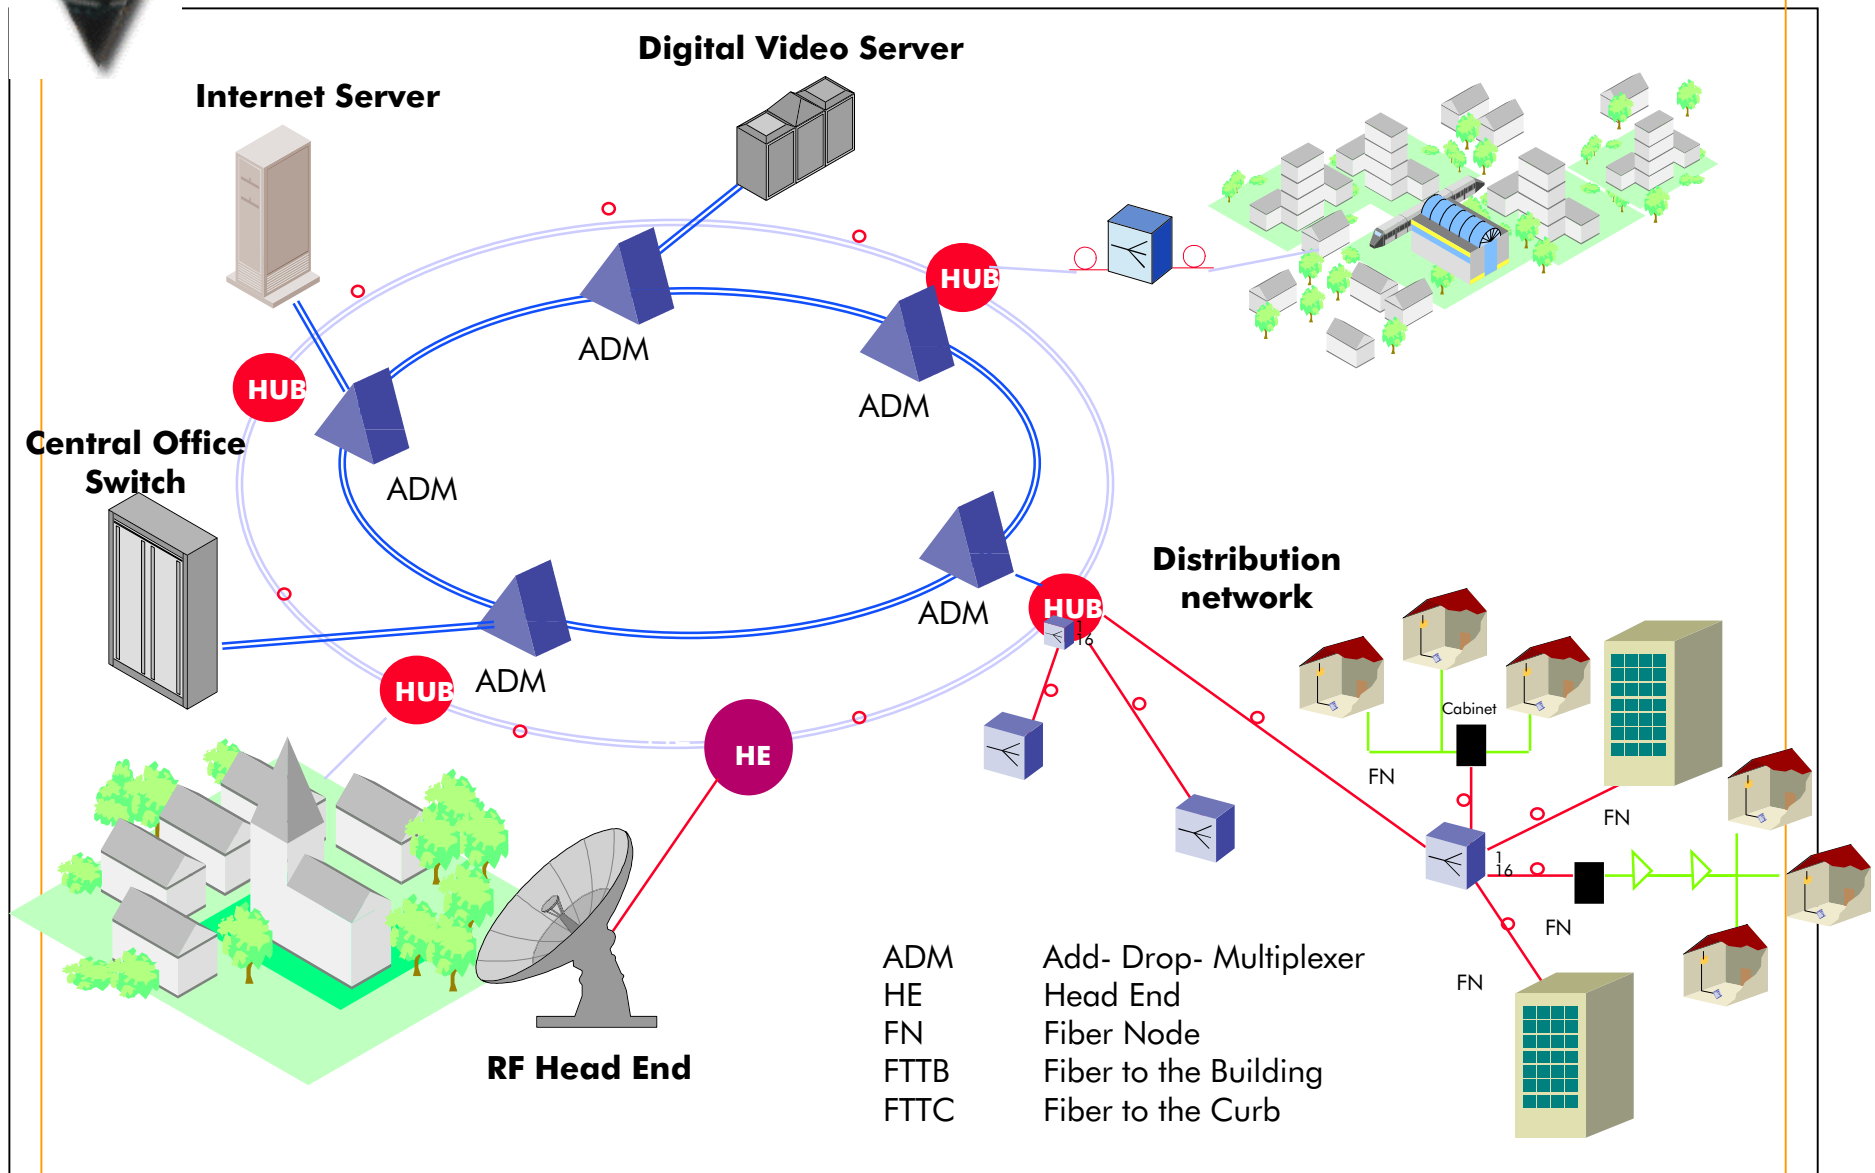 Digital Video Server
Internet Server
HUB
ADM
HUB
ADM
Central Office
Switch
ADM
Distribution
network
ADM
HUB
1
16
HUB
ADM
Cabinet
HE
FN
FN
1
16
FN
FN
ADM Add- Drop- Multiplexer
HE Head End
FN Fiber Node
FTTB Fiber to the Building
FTTC Fiber to the Curb
RF Head End